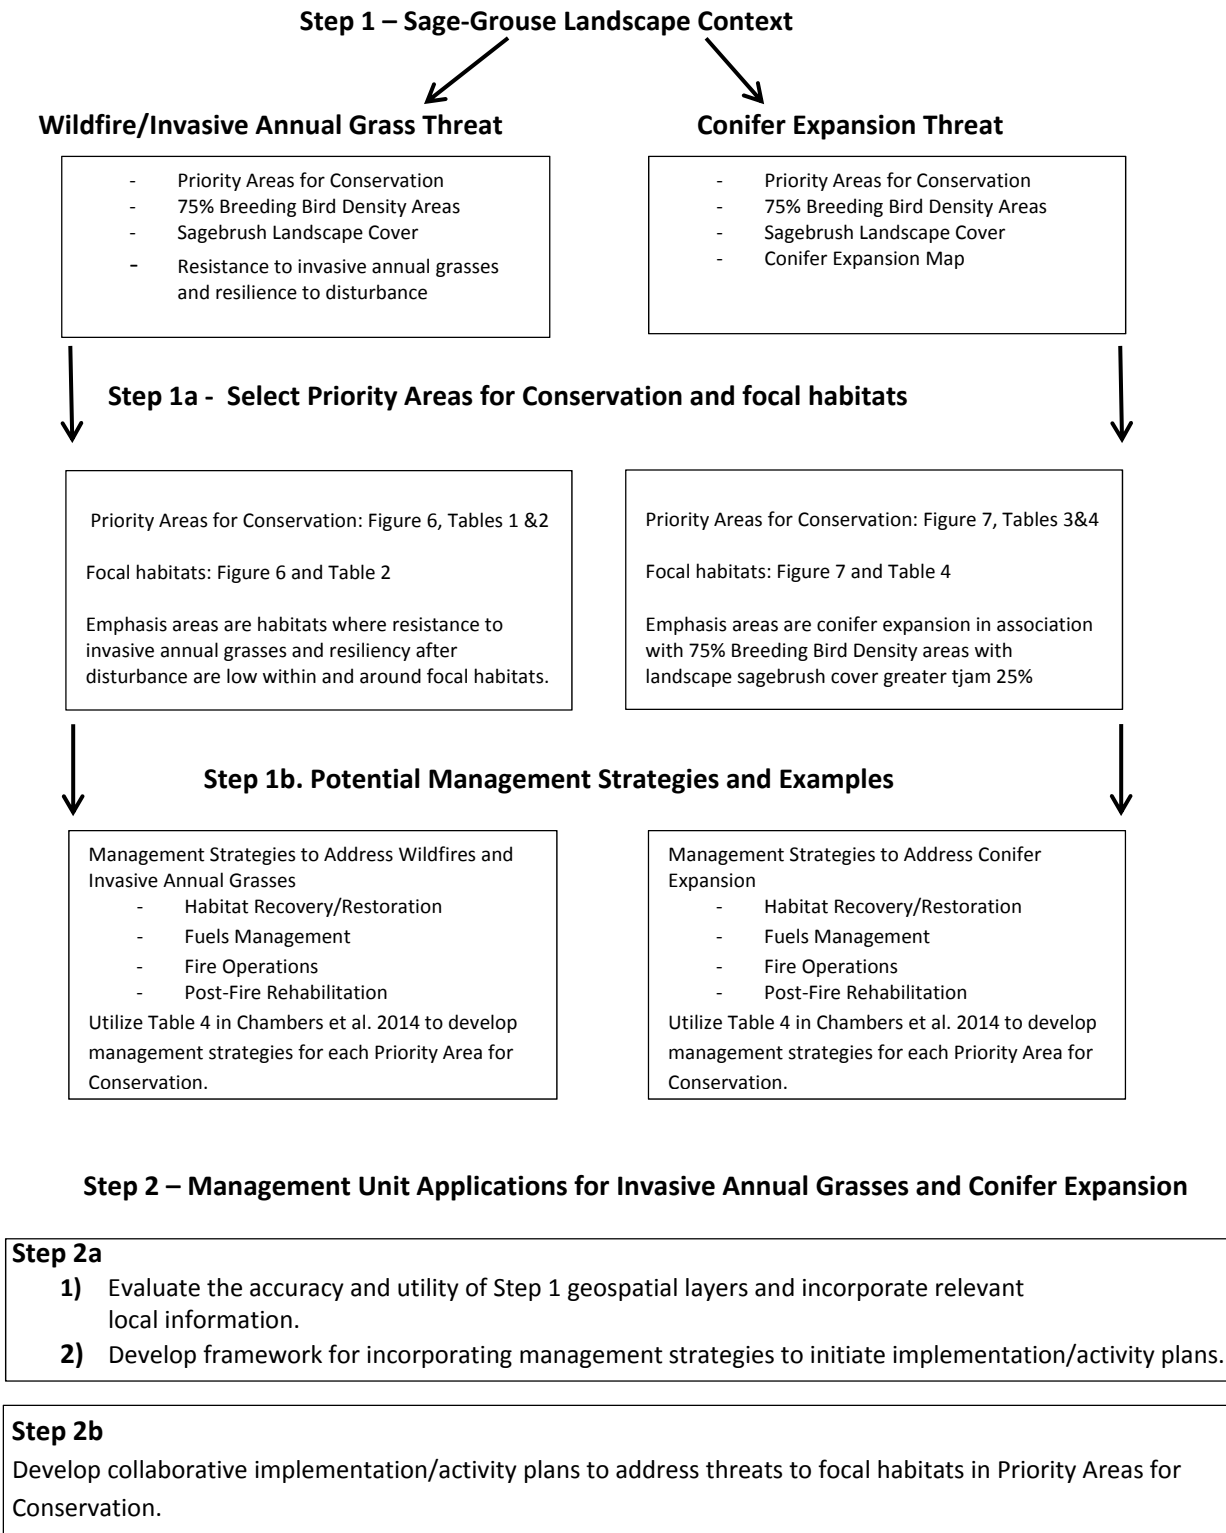 Step 1 – Sage-Grouse Landscape Context
Wildfire/Invasive Annual Grass Threat
- Priority Areas for Conservation
- 75% Breeding Bird Density Areas
- Sagebrush Landscape Cover
- Resistance to invasive annual grasses
and resilience to disturbance
Conifer Expansion Threat
- Priority Areas for Conservation
- 75% Breeding Bird Density Areas
- Sagebrush Landscape Cover
- Conifer Expansion Map
Step 1a - Select Priority Areas for Conservation and focal habitats
Priority Areas for Conservation: Figure 6, Tables 1 &2
Focal habitats: Figure 6 and Table 2
Emphasis areas are habitats where resistance to
invasive annual grasses and resiliency after
disturbance are low within and around focal habitats.
Priority Areas for Conservation: Figure 7, Tables 3&4
Focal habitats: Figure 7 and Table 4
Emphasis areas are conifer expansion in association
with 75% Breeding Bird Density areas with
landscape sagebrush cover greater tjam 25%
Step 1b. Potential Management Strategies and Examples
Management Strategies to Address Wildfires and
Invasive Annual Grasses
- Habitat Recovery/Restoration
- Fuels Management
- Fire Operations
- Post-Fire Rehabilitation
Utilize Table 4 in Chambers et al. 2014 to develop
management strategies for each Priority Area for
Conservation.
Management Strategies to Address Conifer
Expansion
- Habitat Recovery/Restoration
- Fuels Management
- Fire Operations
- Post-Fire Rehabilitation
Utilize Table 4 in Chambers et al. 2014 to develop
management strategies for each Priority Area for
Conservation.
Step 2 – Management Unit Applications for Invasive Annual Grasses and Conifer Expansion
Step 2a
1) Evaluate the accuracy and utility of Step 1 geospatial layers and incorporate relevant
local information.
2) Develop framework for incorporating management strategies to initiate implementation/activity plans.
Step 2b
Develop collaborative implementation/activity plans to address threats to focal habitats in Priority Areas for
Conservation.